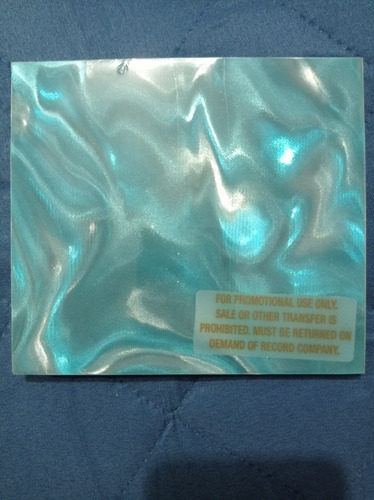 FOR PROMOTIONAL USE ONLY.
SALE OR OTHER TRANSFER IS
PROHIBITED. MUST BE RETURNED ON
DEMAND OF RECORD COMPANY.